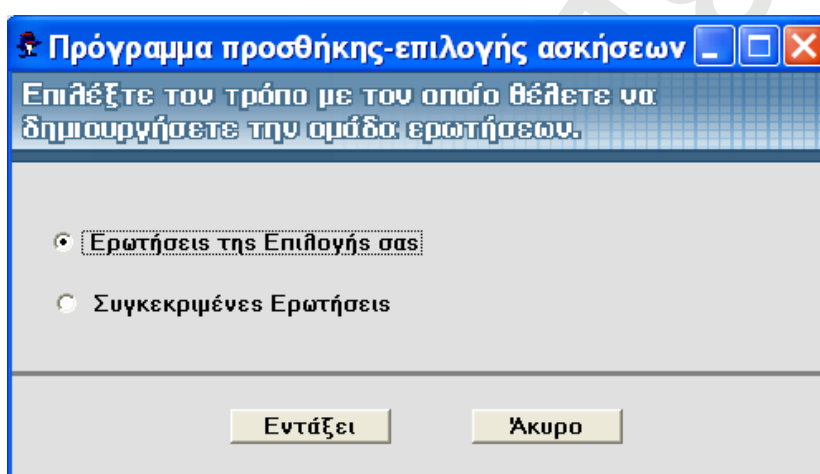 Πρόγραμμα προσθήκης-επιλογής ασκήσεων
Επιλέξτε τον τρόπο με τον οποίο θέλετε να
δημιουργήσετε την ομάδα ερωτήσεων.
Ερωτήσεις της Επιλογής σας
Συγκεκριμένες Ερωτήσεις
Εντάξει Άκυρο